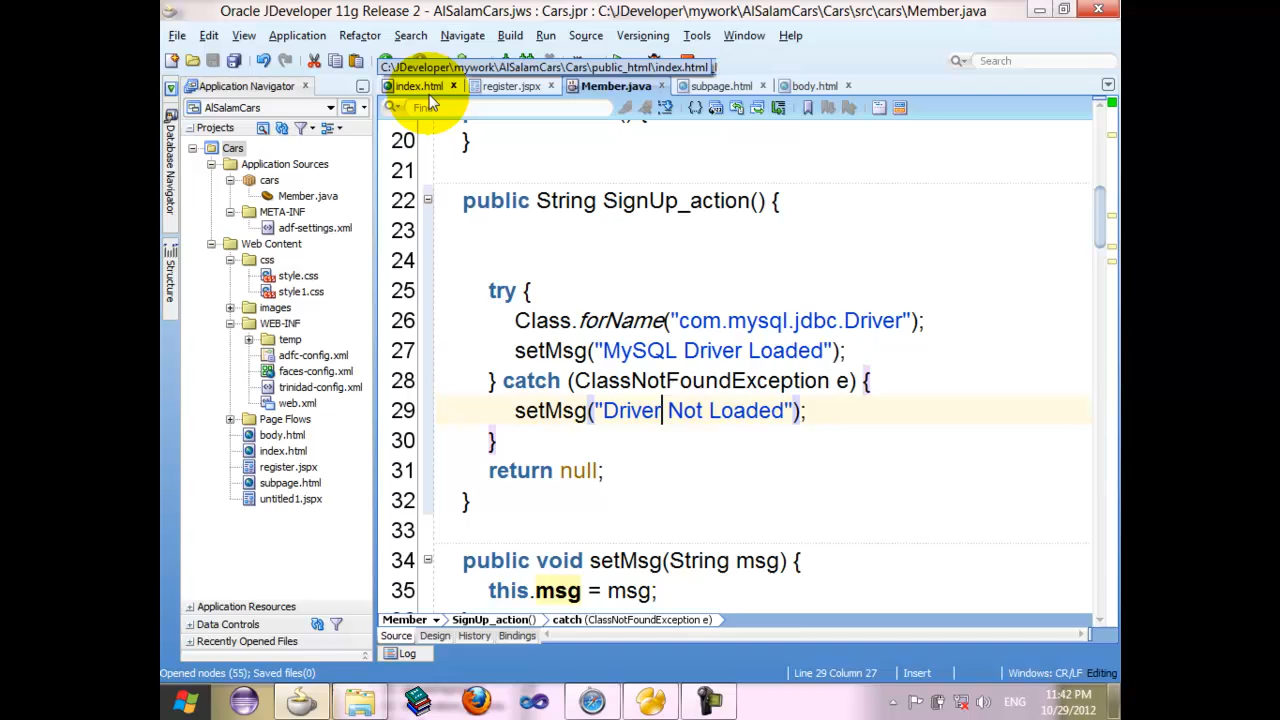 Oracle JDeveloper 11g Release 2 - AlSalamCars.jws : Cars.jpr : C:\JDeveloper\mywork\AlSalamCars\Cars\src\cars\Member.java
File Edit View Application Refactor Search Navigate Build Run Source Versioning Tools Window Help
Search
C:\JDeveloper\mywork\AlSalamCars\Cars\public_html\index.html
Application Navigator
index.html register.jspx Member.java subpage.html body.html
AlSalamCars
Find
Projects
Cars
Application Sources
cars
Member.java
META-INF
adf-settings.xml
Web Content
css
style.css
style1.css
images
WEB-INF
temp
adfc-config.xml
faces-config.xml
trinidad-config.xml
web.xml
Page Flows
body.html
index.html
register.jspx
subpage.html
untitled1.jspx
Application Resources
Data Controls
Recently Opened Files
Database Navigator
Structure
20 }
21
22 public String SignUp_action() {
23
24
25 try {
26 Class.forName("com.mysql.jdbc.Driver");
27 setMsg("MySQL Driver Loaded");
28 } catch (ClassNotFoundException e) {
29 setMsg("Driver Not Loaded");
30 }
31 return null;
32 }
33
34 public void setMsg(String msg) {
35 this.msg = msg;
Member SignUp_action() catch (ClassNotFoundException e)
Source Design History Bindings
Log
Opened nodes (55); Saved files(0) Line 29 Column 27 Insert Windows: CR/LF Editing
ENG
11:42 PM
10/29/2012